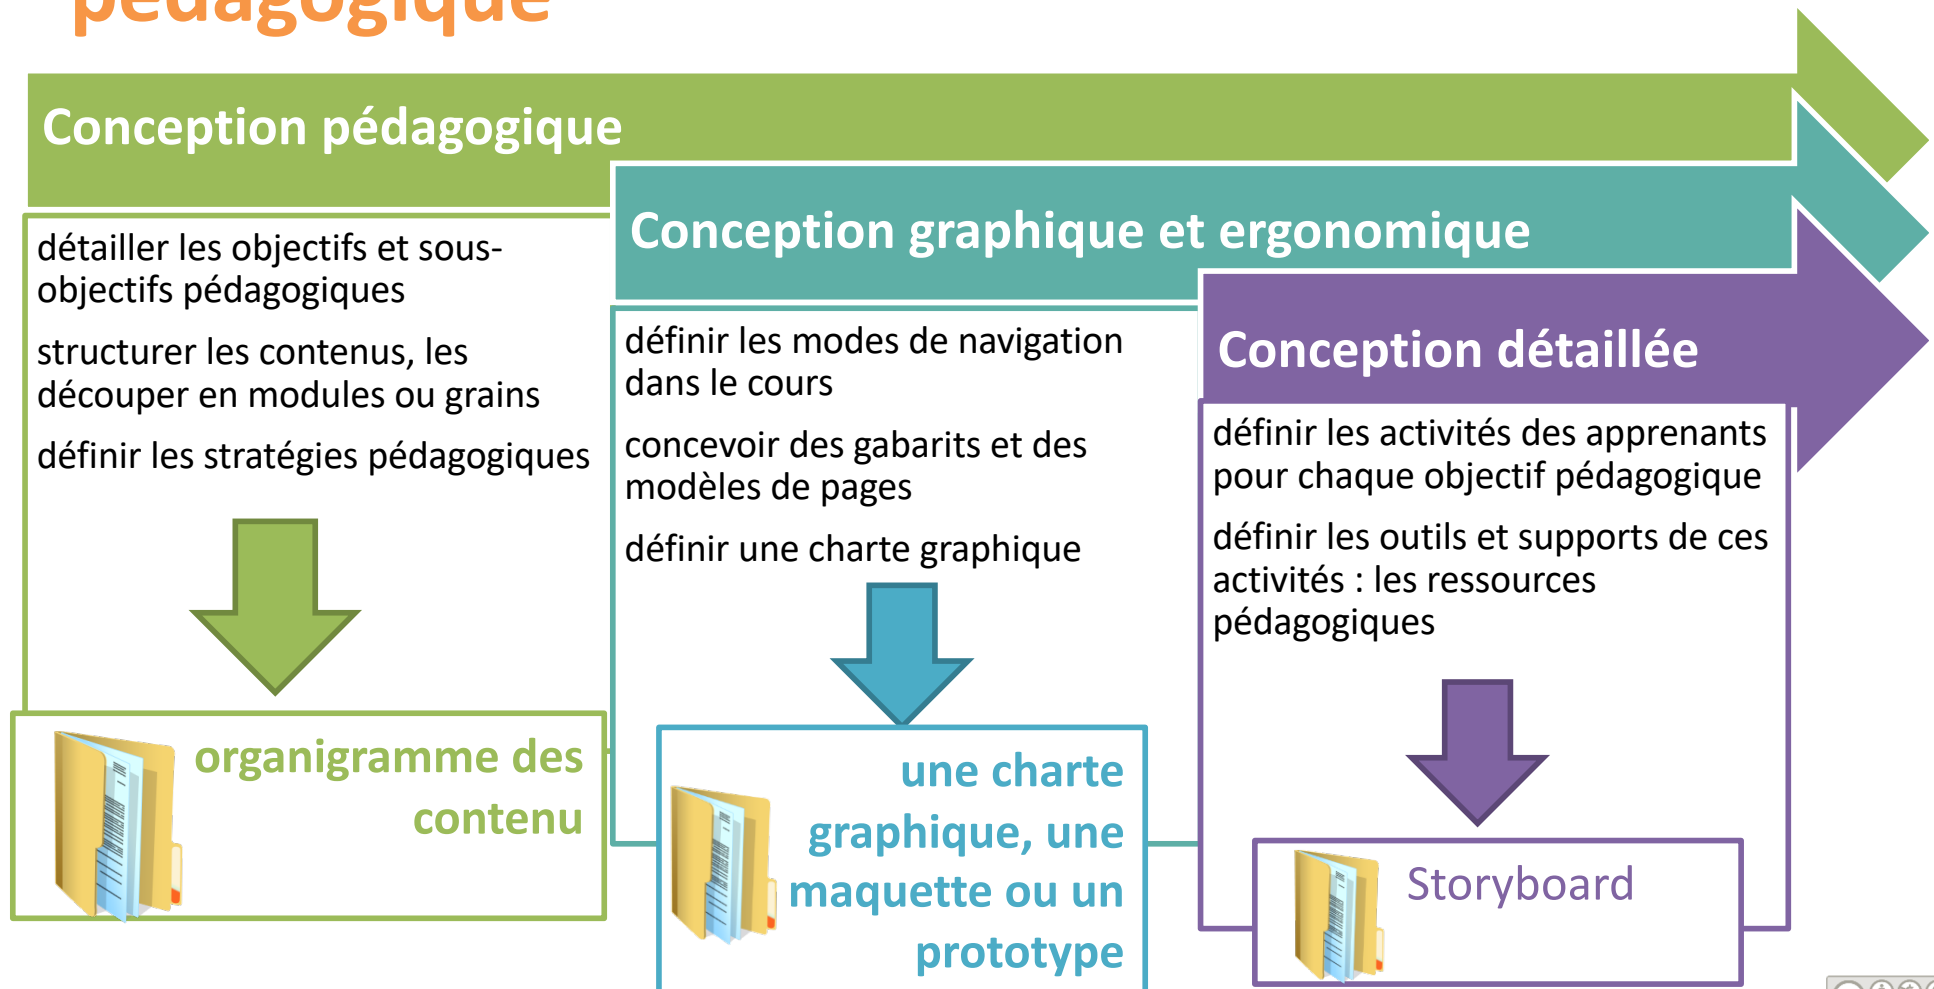 pédagogique
Conception pédagogique
détailler les objectifs et sous-
objectifs pédagogiques
structurer les contenus, les
découper en modules ou grains
définir les stratégies pédagogiques
organigramme des
contenu
Conception graphique et ergonomique
définir les modes de navigation
dans le cours
concevoir des gabarits et des
modèles de pages
définir une charte graphique
une charte
graphique, une
maquette ou un
prototype
Conception détaillée
définir les activités des apprenants
pour chaque objectif pédagogique
définir les outils et supports de ces
activités : les ressources
pédagogiques
Storyboard